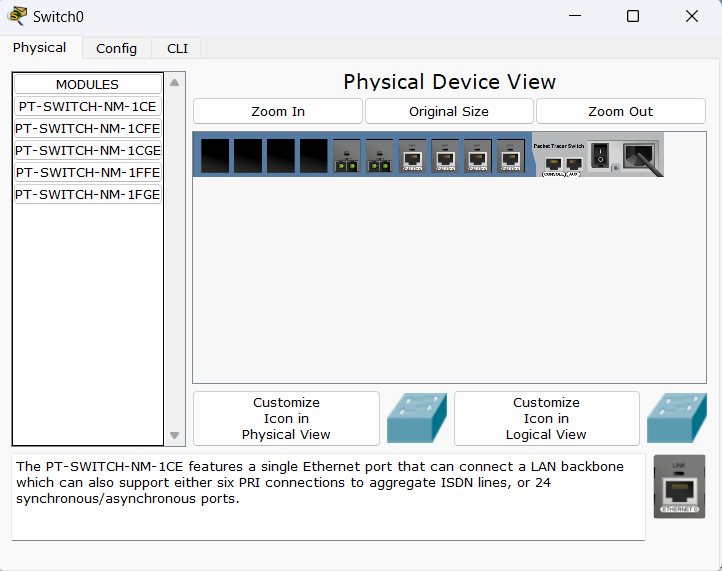 Switch0
Physical
Config
CLI
MODULES
PT-SWITCH-NM-1CE
PT-SWITCH-NM-1CFE
PT-SWITCH-NM-1CGE
PT-SWITCH-NM-1FFE
PT-SWITCH-NM-1FGE
Physical Device View
Zoom In
Original Size
Zoom Out
Packet Tracer Switch
CONSOLE
AUX
Customize
Icon in
Physical View
Customize
Icon in
Logical View
The PT-SWITCH-NM-1CE features a single Ethernet port that can connect a LAN backbone
which can also support either six PRI connections to aggregate ISDN lines, or 24
synchronous/asynchronous ports.
LINK
ETHERNET 0